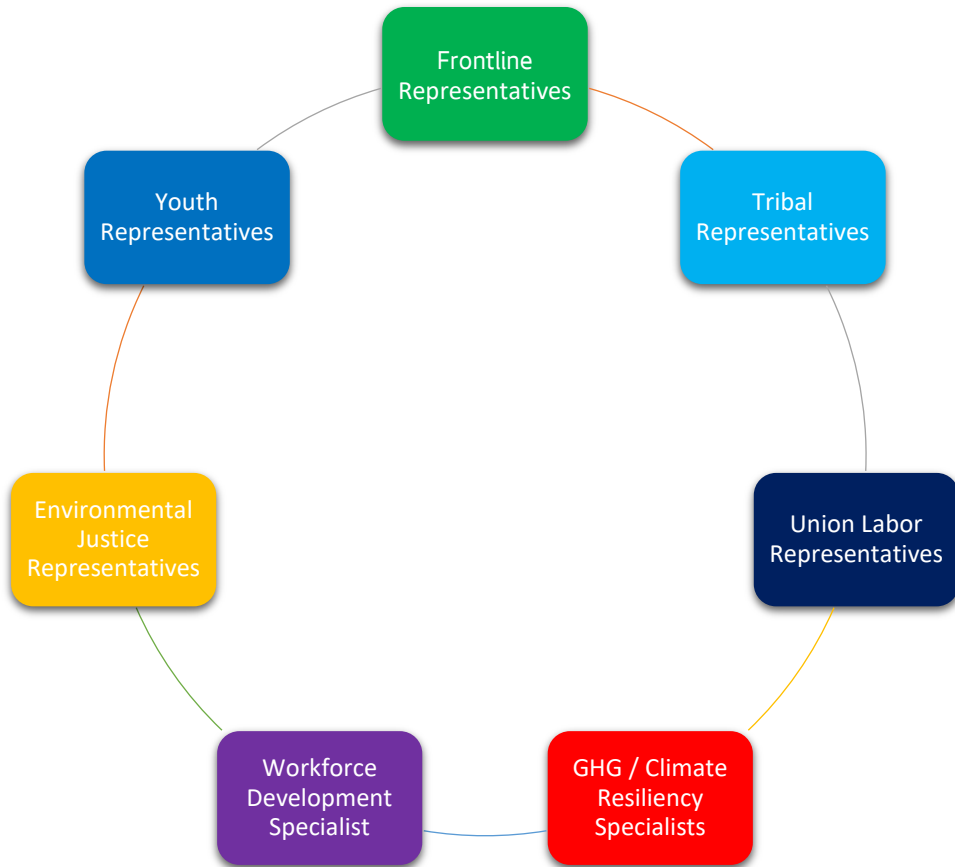 Frontline
Representatives
Tribal
Representatives
Union Labor
Representatives
GHG / Climate
Resiliency
Specialists
Workforce
Development
Specialist
Environmental
Justice
Representatives
Youth
Representatives